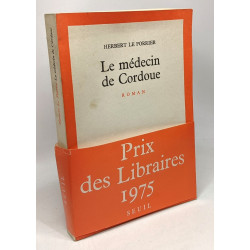 HERBERT LE PORRIER
Le médecin
de Cordoue
ROMAN
Prix
des Libraires
1975
SEUIL